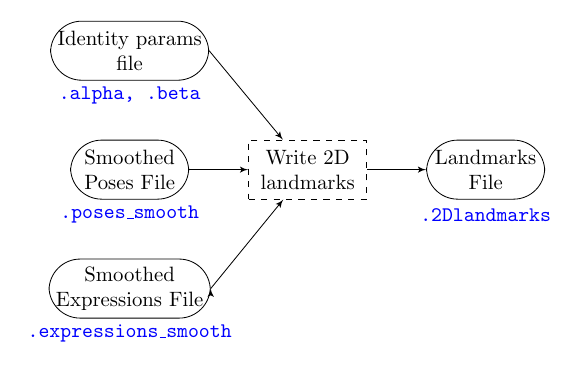 Identity params
file
.alpha, .beta
Smoothed
Poses File
.poses_smooth
Write 2D
landmarks
Landmarks
File
.2Dlandmarks
Smoothed
Expressions File
.expressions_smooth